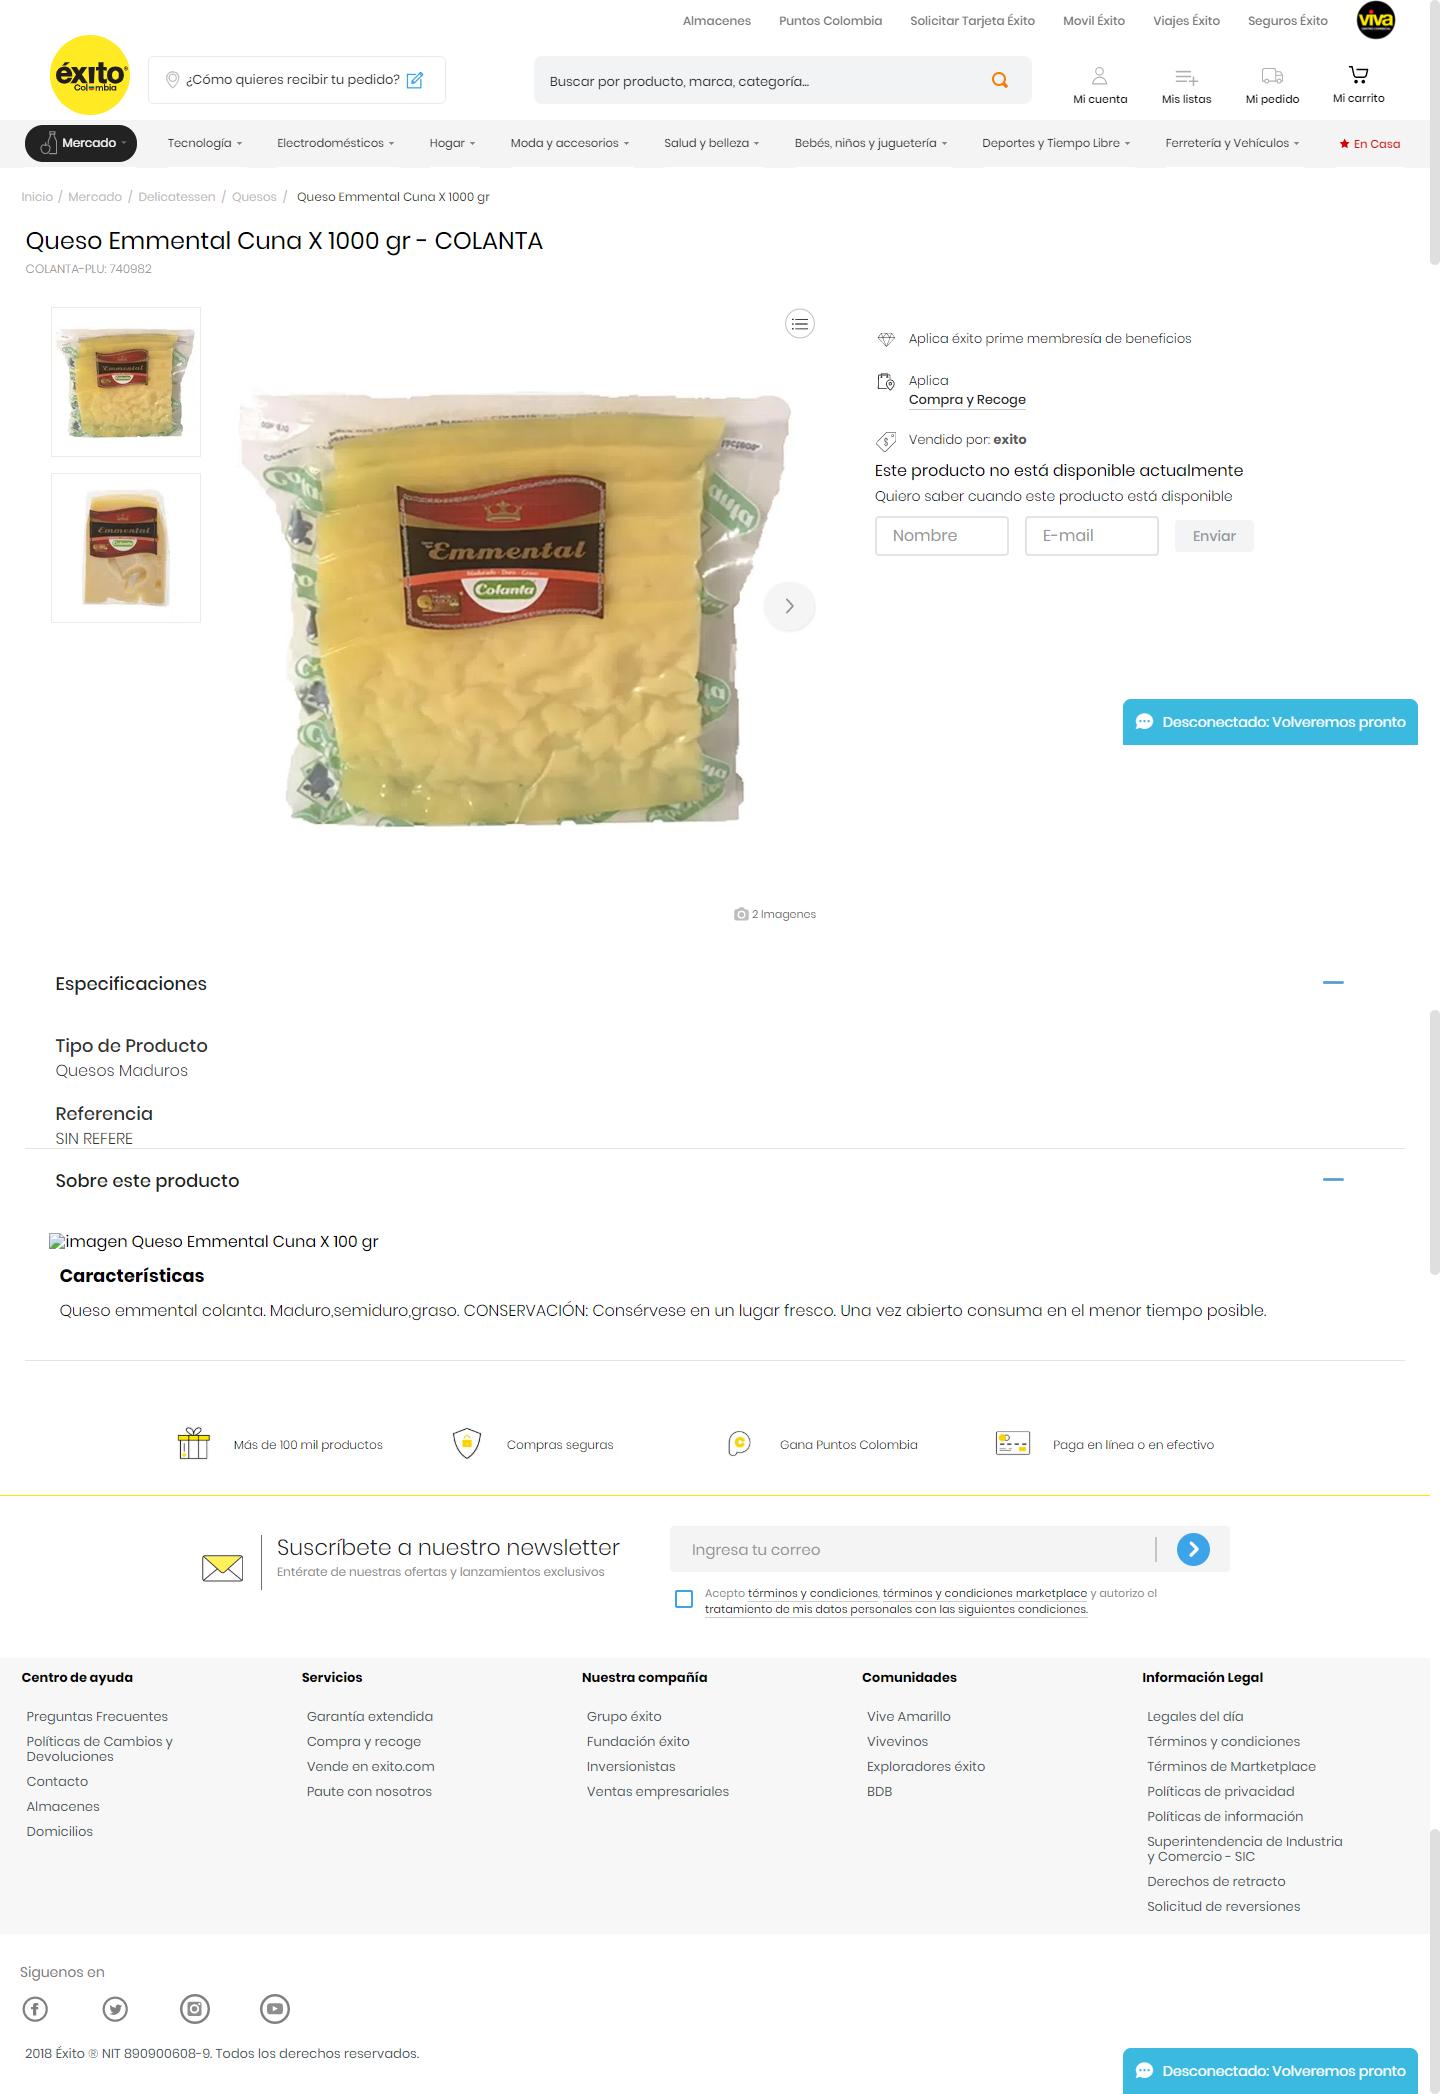 Almacenes Puntos Colombia Solicitar Tarjeta Éxito Movil Éxito Viajes Éxito Seguros Éxito viva
éxito
Colombia
¿Cómo quieres recibir tu pedido?
Buscar por producto, marca, categoría...
Mi cuenta Mis listas Mi pedido Mi carrito
Mercado Tecnología Electrodomésticos Hogar Moda y accesorios Salud y belleza Bebés, niños y juguetería Deportes y Tiempo Libre Ferretería y Vehículos En Casa
Inicio / Mercado / Delicatessen / Quesos / Queso Emmental Cuna X 1000 gr
Queso Emmental Cuna X 1000 gr - COLANTA
COLANTA-PLU: 740982
Emmental
Colanta
Emmental
Emmental
Madurado - Duro - Graso
Colanta
Colanta
Aplica éxito prime membresía de beneficios
Aplica
Compra y Recoge
Vendido por: exito
Este producto no está disponible actualmente
Quiero saber cuando este producto está disponible
Nombre E-mail Enviar
Desconectado: Volveremos pronto
2 Imagenes
Especificaciones
Tipo de Producto
Quesos Maduros
Referencia
SIN REFERE
Sobre este producto
imagen Queso Emmental Cuna X 100 gr
Características
Queso emmental colanta. Maduro,semiduro,graso. CONSERVACIÓN: Consérvese en un lugar fresco. Una vez abierto consuma en el menor tiempo posible.
Más de 100 mil productos Compras seguras Gana Puntos Colombia Paga en línea o en efectivo
Suscríbete a nuestro newsletter
Entérate de nuestras ofertas y lanzamientos exclusivos
Ingresa tu correo
Acepto términos y condiciones, términos y condiciones marketplace y autorizo el
tratamiento de mis datos personales con las siguientes condiciones.
Centro de ayuda
Preguntas Frecuentes
Políticas de Cambios y
Devoluciones
Contacto
Almacenes
Domicilios
Servicios
Garantía extendida
Compra y recoge
Vende en exito.com
Paute con nosotros
Nuestra compañía
Grupo éxito
Fundación éxito
Inversionistas
Ventas empresariales
Comunidades
Vive Amarillo
Vivevinos
Exploradores éxito
BDB
Información Legal
Legales del día
Términos y condiciones
Términos de Martketplace
Políticas de privacidad
Políticas de información
Superintendencia de Industria
y Comercio - SIC
Derechos de retracto
Solicitud de reversiones
Siguenos en
2018 Éxito ® NIT 890900608-9. Todos los derechos reservados.
Desconectado: Volveremos pronto